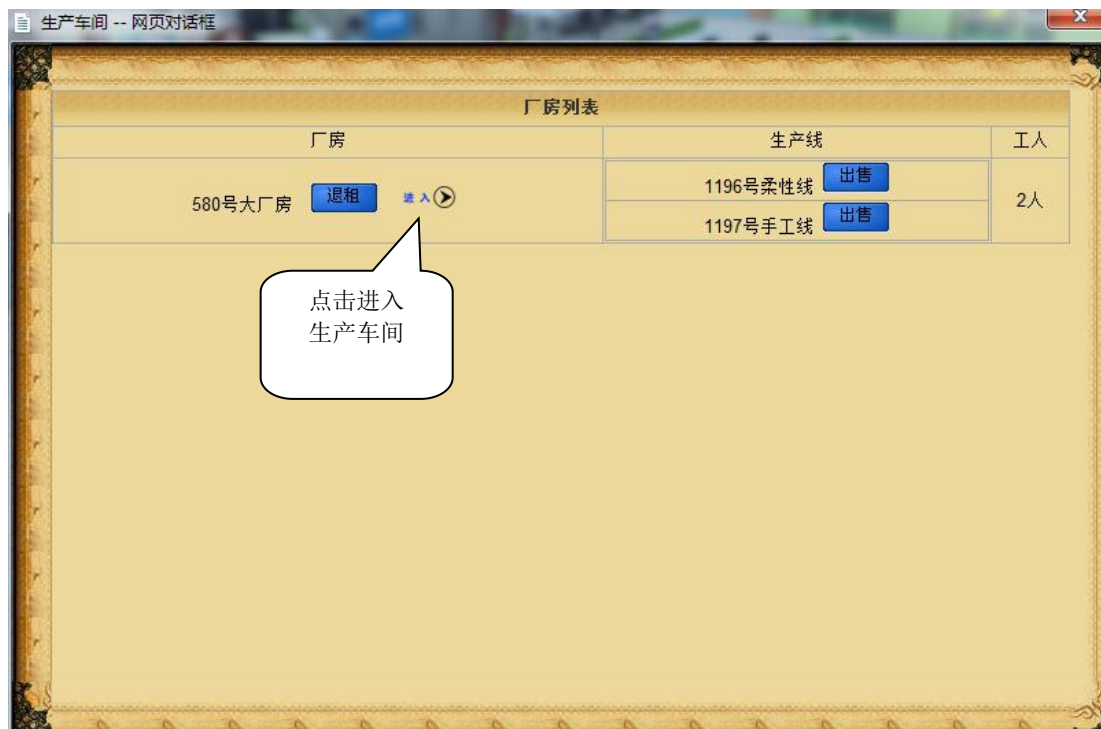 生产车间 -- 网页对话框
X
厂房列表
厂房 生产线 工人
580号大厂房 退租 进入 1196号柔性线 出售 2人
1197号手工线 出售
点击进入
生产车间